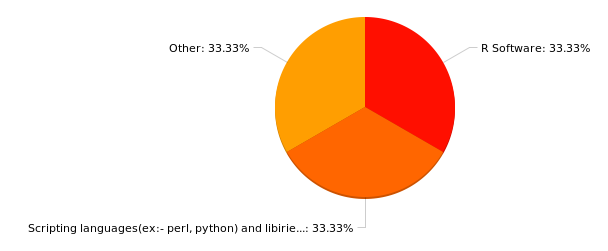 Other: 33.33%
R Software: 33.33%
Scripting languages(ex:- perl, python) and libirie...: 33.33%